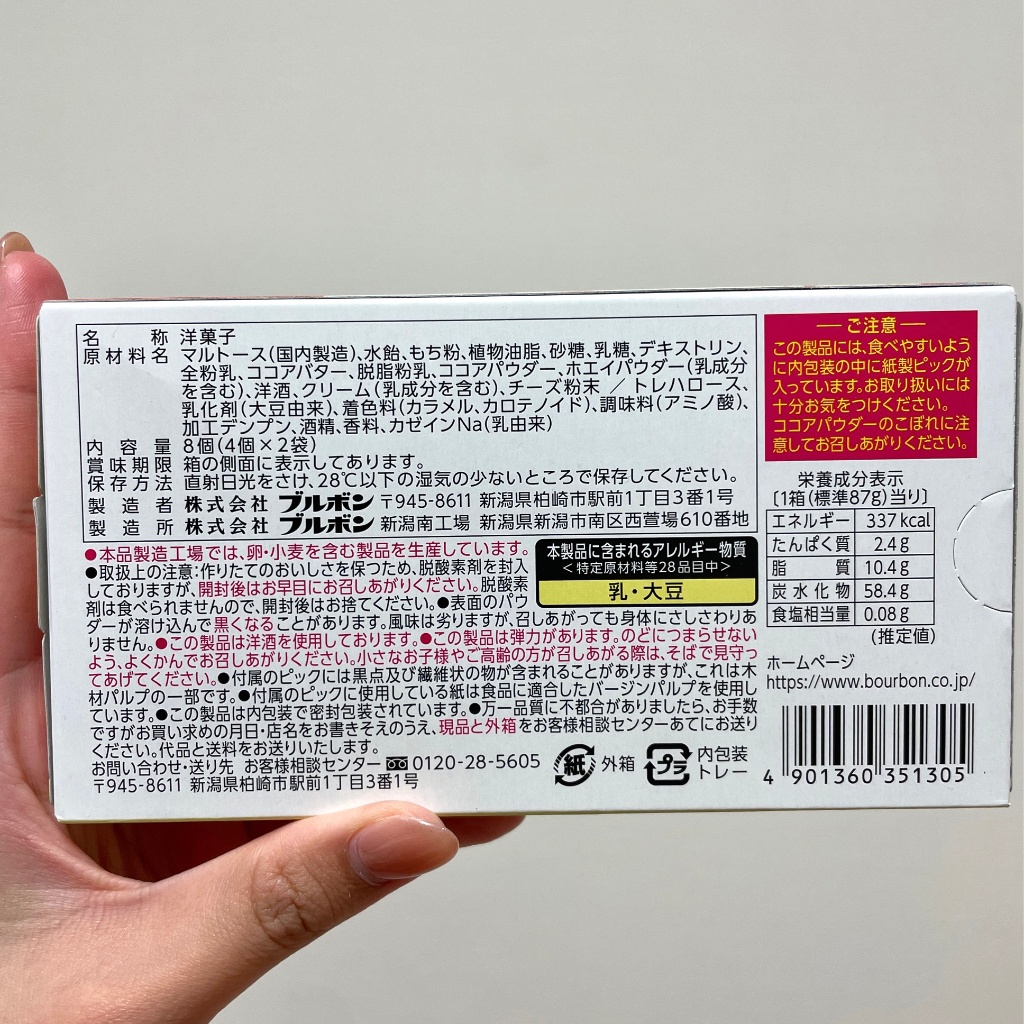 名称 洋菓子
原材料名 マルトース(国内製造)、水飴、もち粉、植物油脂、砂糖、乳糖、デキストリン、
全粉乳、ココアバター、脱脂粉乳、ココアパウダー、ホエイパウダー(乳成分
を含む)、洋酒、クリーム(乳成分を含む)、チーズ粉末／トレハロース、
乳化剤(大豆由来)、着色料(カラメル、カロテノイド)、調味料(アミノ酸)、
加工デンプン、酒精、香料、カゼインNa(乳由来)
内容量 8個(4個×2袋)
賞味期限 箱の側面に表示してあります。
保存方法 直射日光をさけ、28℃以下の湿気の少ないところで保存してください。
製造者 株式会社 ブルボン 〒945-8611 新潟県柏崎市駅前1丁目3番1号
製造所 株式会社 ブルボン 新潟南工場 新潟県新潟市南区西萱場610番地
●本品製造工場では、卵・小麦を含む製品を生産しています。
●取扱上の注意:作りたてのおいしさを保つため、脱酸素剤を封入
しておりますが、開封後はお早目にお召しあがりください。脱酸素
剤は食べられませんので、開封後はお捨てください。●表面のパウ
ダーが溶け込んで黒くなることがあります。風味は劣りますが、召しあがっても身体にさしさわりあ
りません。●この製品は洋酒を使用しております。●この製品は弾力があります。のどにつまらせない
よう、よくかんでお召しあがりください。小さなお子様やご高齢の方が召しあがる際は、そばで見守っ
てあげてください。●付属のピックには黒点及び繊維状の物が含まれることがありますが、これは木
材パルプの一部です。●付属のピックに使用している紙は食品に適合したバージンパルプを使用し
ています。●この製品は内包装で密封包装されています。●万一品質に不都合がありましたら、お手数
ですがお買い求めの月日・店名をお書きそえのうえ、現品と外箱をお客様相談センターあてにお送り
ください。代品と送料をお送りいたします。
お問い合わせ・送り先 お客様相談センター 0120-28-5605
〒945-8611 新潟県柏崎市駅前1丁目3番1号
本製品に含まれるアレルギー物質
＜特定原材料等28品目中＞
乳・大豆
紙 外箱
プラ 内包装
トレー
ご注意
この製品には、食べやすいよう
に内包装の中に紙製ピックが
入っています。お取り扱いには
十分お気をつけください。
ココアパウダーのこぼれに注
意してお召しあがりください。
栄養成分表示
[1箱(標準87g)当り]
エネルギー 337kcal
たんぱく質 2.4g
脂質 10.4g
炭水化物 58.4g
食塩相当量 0.08g
(推定値)
ホームページ
https://www.bourbon.co.jp/
4 901360 351305